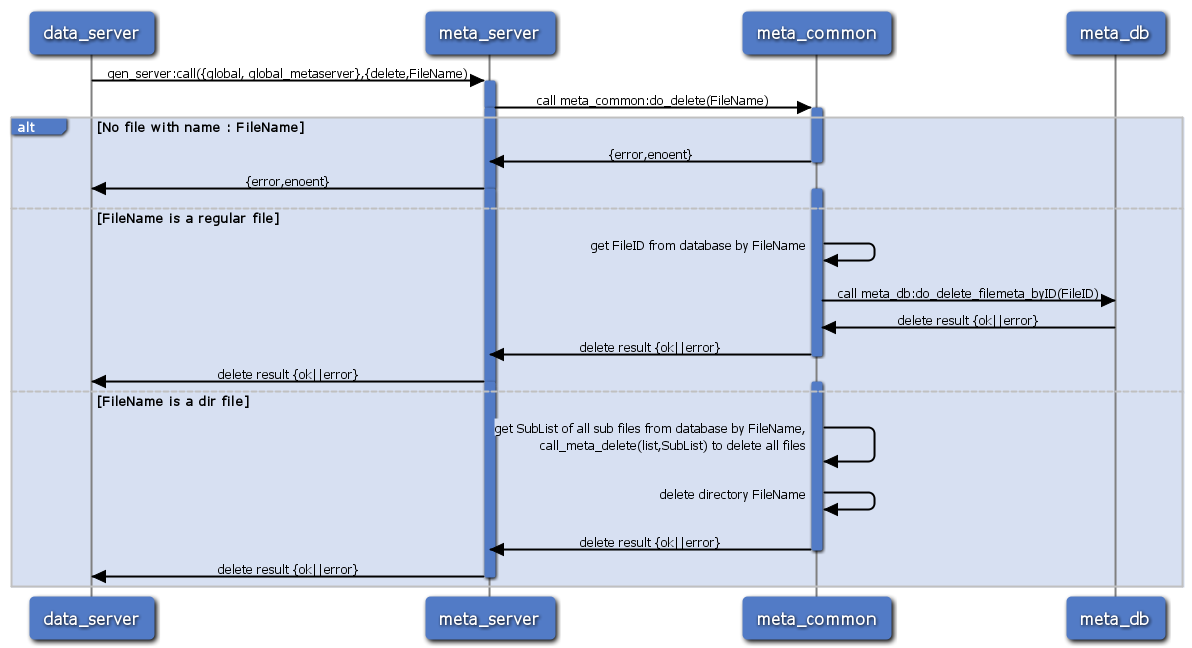 data_server
meta_server
meta_common
meta_db
gen_server:call({global, global_metaserver},{delete,FileName)
call meta_common:do_delete(FileName)
alt
[No file with name : FileName]
{error,enoent}
{error,enoent}
[FileName is a regular file]
get FileID from database by FileName
call meta_db:do_delete_filemeta_byID(FileID)
delete result {ok||error}
delete result {ok||error}
delete result {ok||error}
[FileName is a dir file]
get SubList of all sub files from database by FileName,
call_meta_delete(list,SubList) to delete all files
delete directory FileName
delete result {ok||error}
delete result {ok||error}
data_server
meta_server
meta_common
meta_db